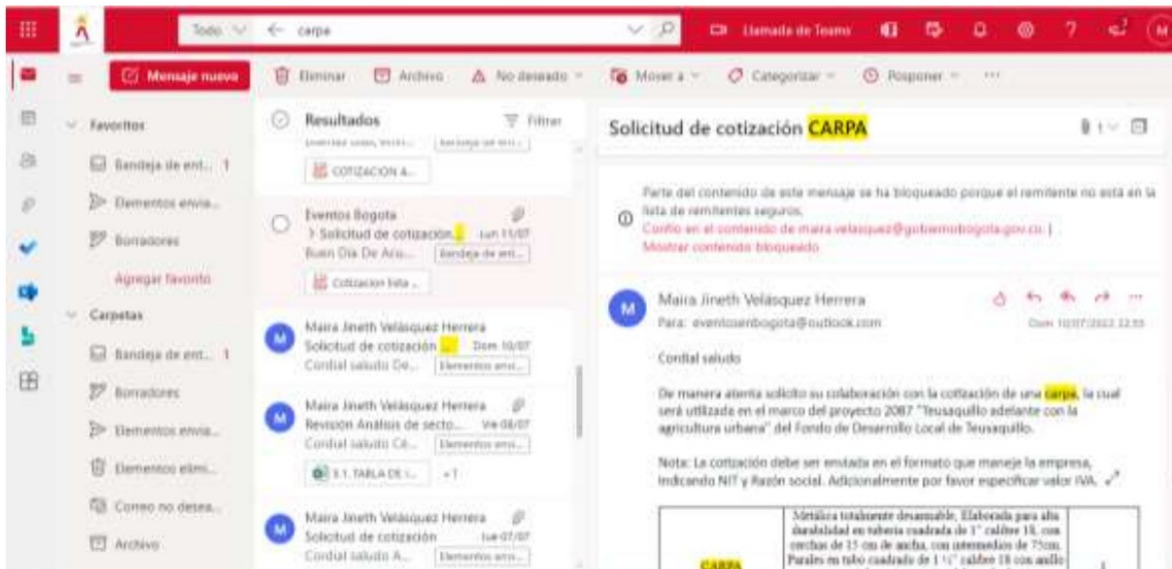 Todo
carpa
Llamada de Teams
Mensaje nuevo
Eliminar
Archivo
No deseado
Mover a
Categorizar
Posponer
Favoritos
Bandeja de ent... 1
Elementos envia...
Borradores
Agregar favorito
Carpetas
Bandeja de ent... 1
Borradores
Elementos envia...
Elementos elimi...
Correo no desea...
Archivo
Resultados
Filtrar
COTIZACION A...
Eventos Bogota
Solicitud de cotización... Lun 11/07
Buen Dia De Acu... Bandeja de ent...
Cotizacion lista ...
Maira Jineth Velásquez Herrera
Solicitud de cotización ... Dom 10/07
Cordial saludo De... Elementos envi...
Maira Jineth Velásquez Herrera
Revisión Análisis de secto... Vie 08/07
Cordial saludo Cé... Elementos envi...
3.1. TABLA DE I... +1
Maira Jineth Velásquez Herrera
Solicitud de cotización Jue 07/07
Cordial saludo A... Elementos envi...
Solicitud de cotización CARPA
1
Parte del contenido de este mensaje se ha bloqueado porque el remitente no está en la
lista de remitentes seguros.
Confío en el contenido de maira.velasquez@gobiernobogota.gov.co. |
Mostrar contenido bloqueado
M
Maira Jineth Velásquez Herrera
Para: eventosenbogota@outlook.com
Dom 10/07/2022 22:55
Cordial saludo
De manera atenta solicito su colaboración con la cotización de una carpa, la cual
será utilizada en el marco del proyecto 2087 "Teusaquillo adelante con la
agricultura urbana" del Fondo de Desarrollo Local de Teusaquillo.
Nota: La cotización debe ser enviada en el formato que maneje la empresa,
indicando NIT y Razón social. Adicionalmente por favor especificar valor IVA.
Metálica totalmente desarmable, Elaborada para alta
durabilidad en tubería cuadrada de 1" calibre 18, con
cerchas de 15 cm de ancha, con intermedios de 75cm.
Parales en tubo cuadrado de 1 ½" calibre 18 con anillo
CARPA
1